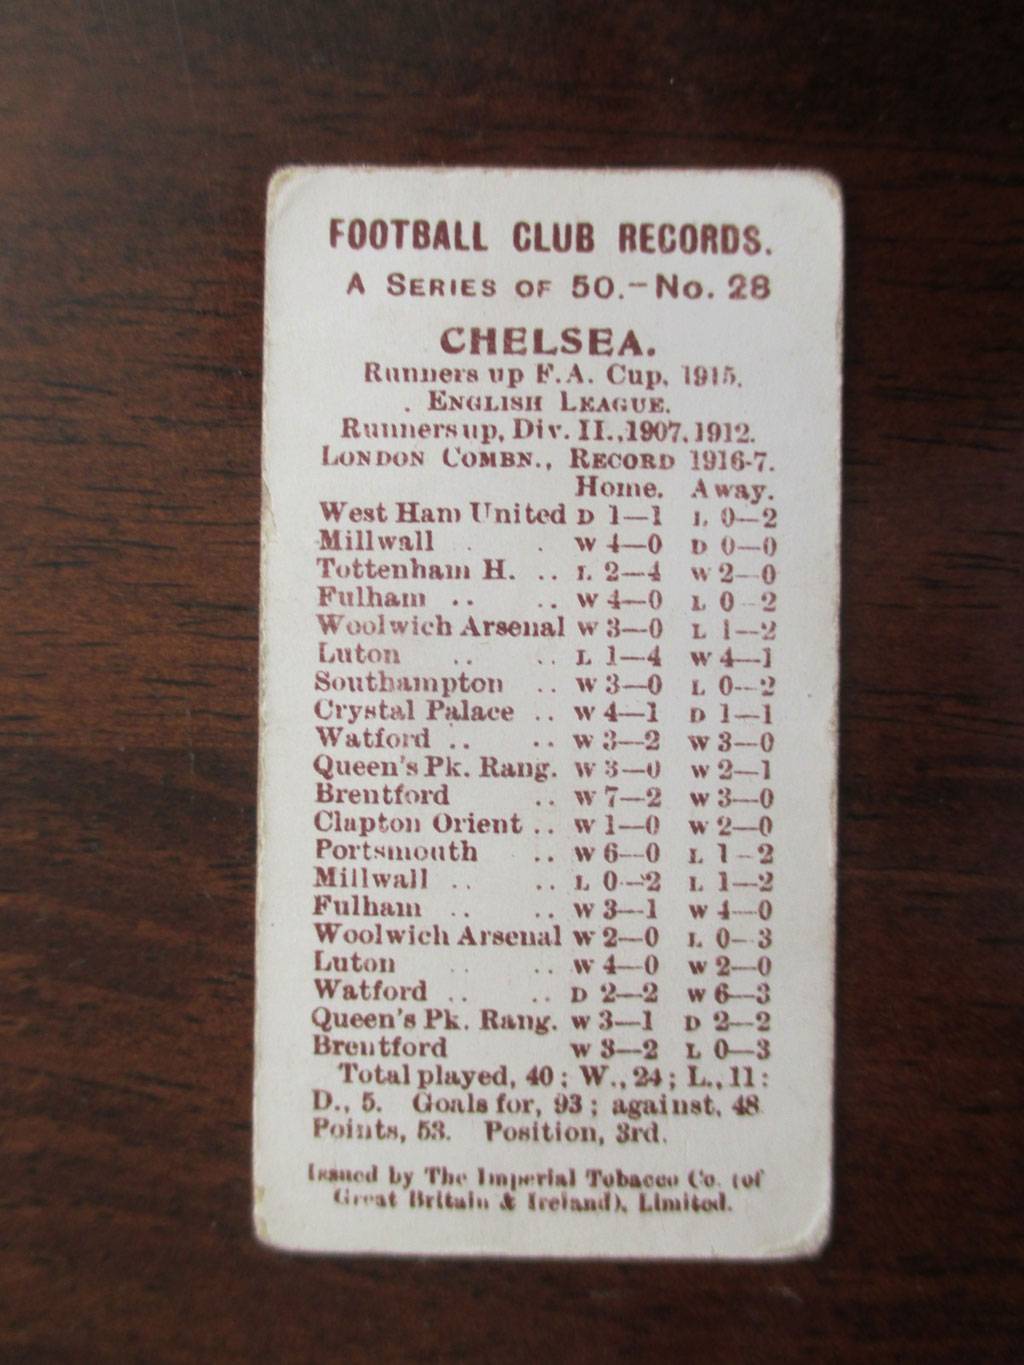 FOOTBALL CLUB RECORDS.
A SERIES OF 50.-No. 28
CHELSEA.
Runners up F.A. Cup, 1915.
ENGLISH LEAGUE.
Runners up, Div. II., 1907, 1912.
LONDON COMBN., RECORD 1916-7.
Home. Away.
West Ham United D 1—1 L 0—2
Millwall . . W 4—0 D 0—0
Tottenham H. .. L 2—4 W 2—0
Fulham .. .. W 4—0 L 0—2
Woolwich Arsenal W 3—0 L 1—2
Luton .. .. L 1—4 W 4—1
Southampton .. W 3—0 L 0—2
Crystal Palace .. W 4—1 D 1—1
Watford .. .. W 3—2 W 3—0
Queen's Pk. Rang. W 3—0 W 2—1
Brentford .. W 7—2 W 3—0
Clapton Orient .. W 1—0 W 2—0
Portsmouth .. W 6—0 L 1—2
Millwall .. .. L 0—2 L 1—2
Fulham .. .. W 3—1 W 4—0
Woolwich Arsenal W 2—0 L 0—3
Luton .. .. W 4—0 W 2—0
Watford .. .. D 2—2 W 6—3
Queen's Pk. Rang. W 3—1 D 2—2
Brentford W 3—2 L 0—3
Total played, 40; W., 24; L., 11;
D., 5. Goals for, 93; against, 48
Points, 53. Position, 3rd.
Issued by The Imperial Tobacco Co. (of
Great Britain & Ireland), Limited.